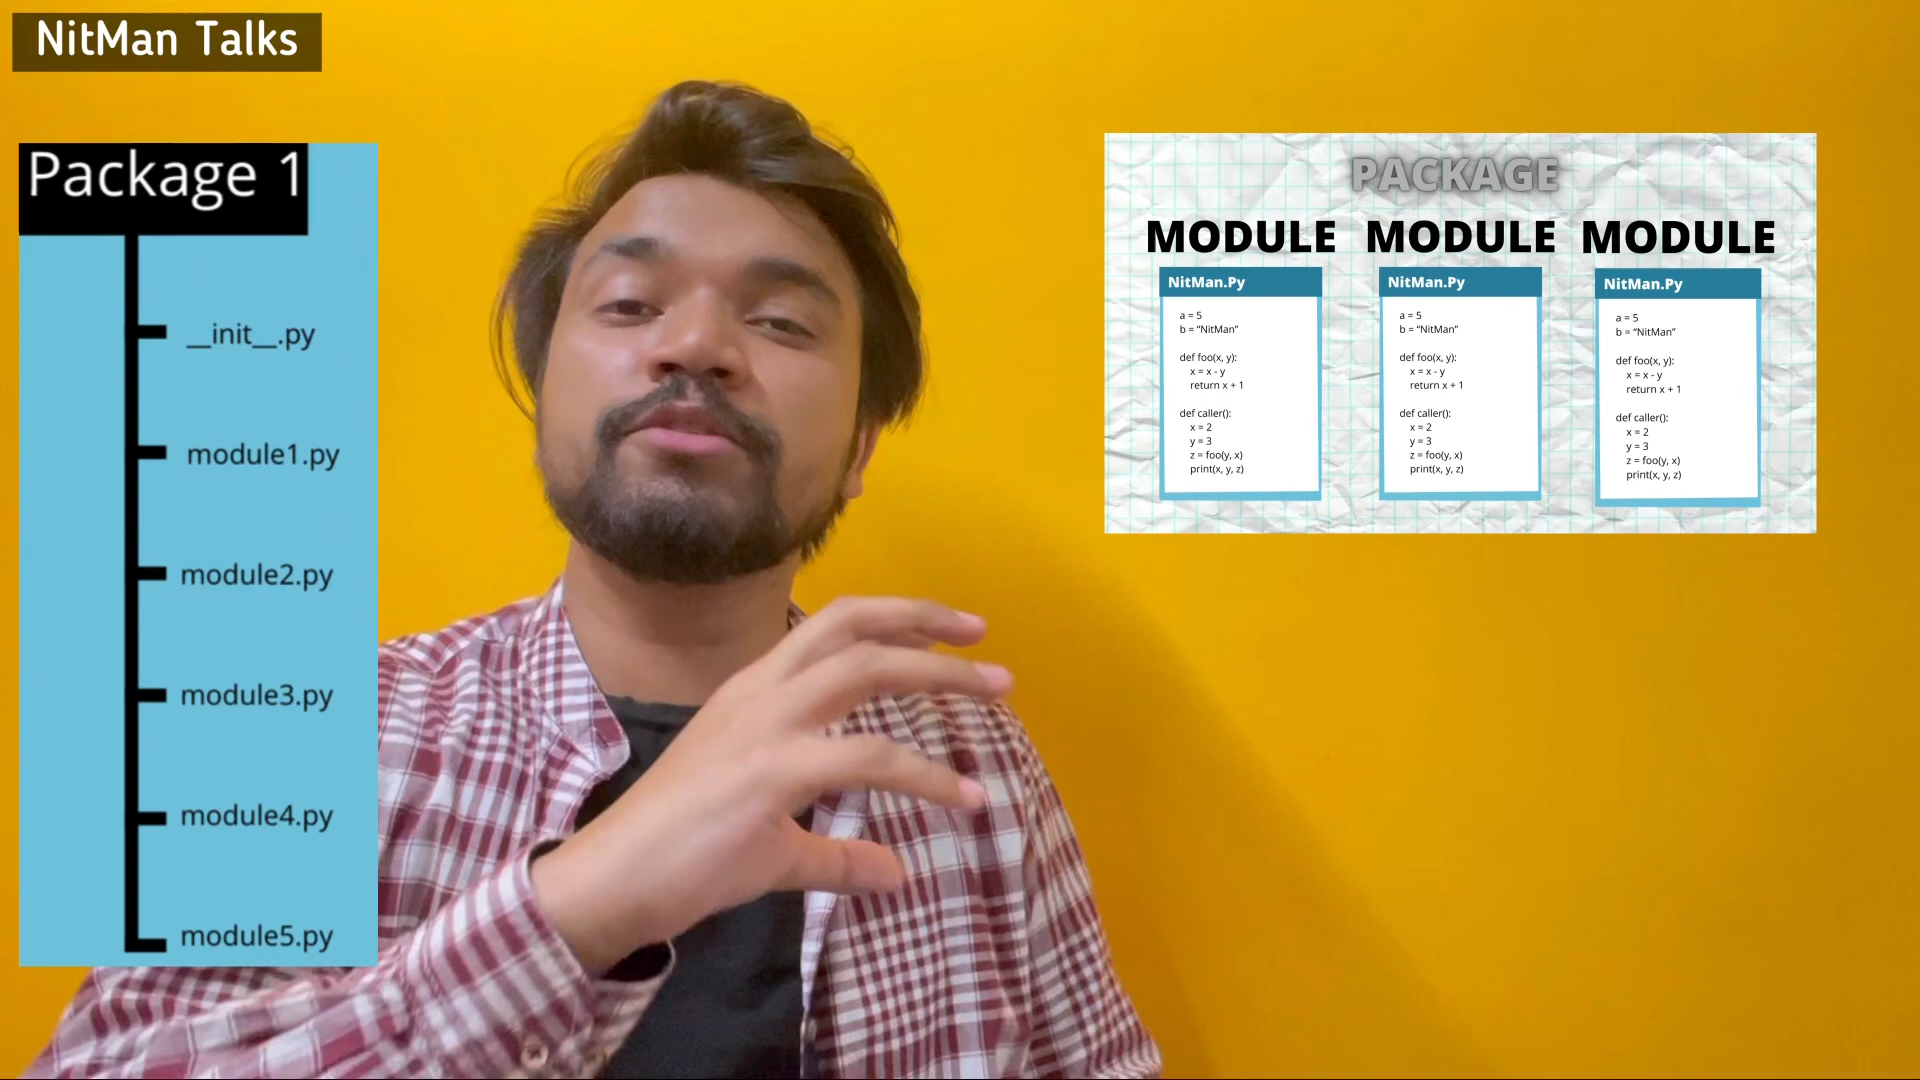 NitMan Talks
Package 1
__init__.py
module1.py
module2.py
module3.py
module4.py
module5.py
PACKAGE
MODULE MODULE MODULE
NitMan.Py
a = 5
b = “NitMan”
def foo(x, y):
x = x - y
return x + 1
def caller():
x = 2
y = 3
z = foo(y, x)
print(x, y, z)
NitMan.Py
a = 5
b = “NitMan”
def foo(x, y):
x = x - y
return x + 1
def caller():
x = 2
y = 3
z = foo(y, x)
print(x, y, z)
NitMan.Py
a = 5
b = “NitMan”
def foo(x, y):
x = x - y
return x + 1
def caller():
x = 2
y = 3
z = foo(y, x)
print(x, y, z)